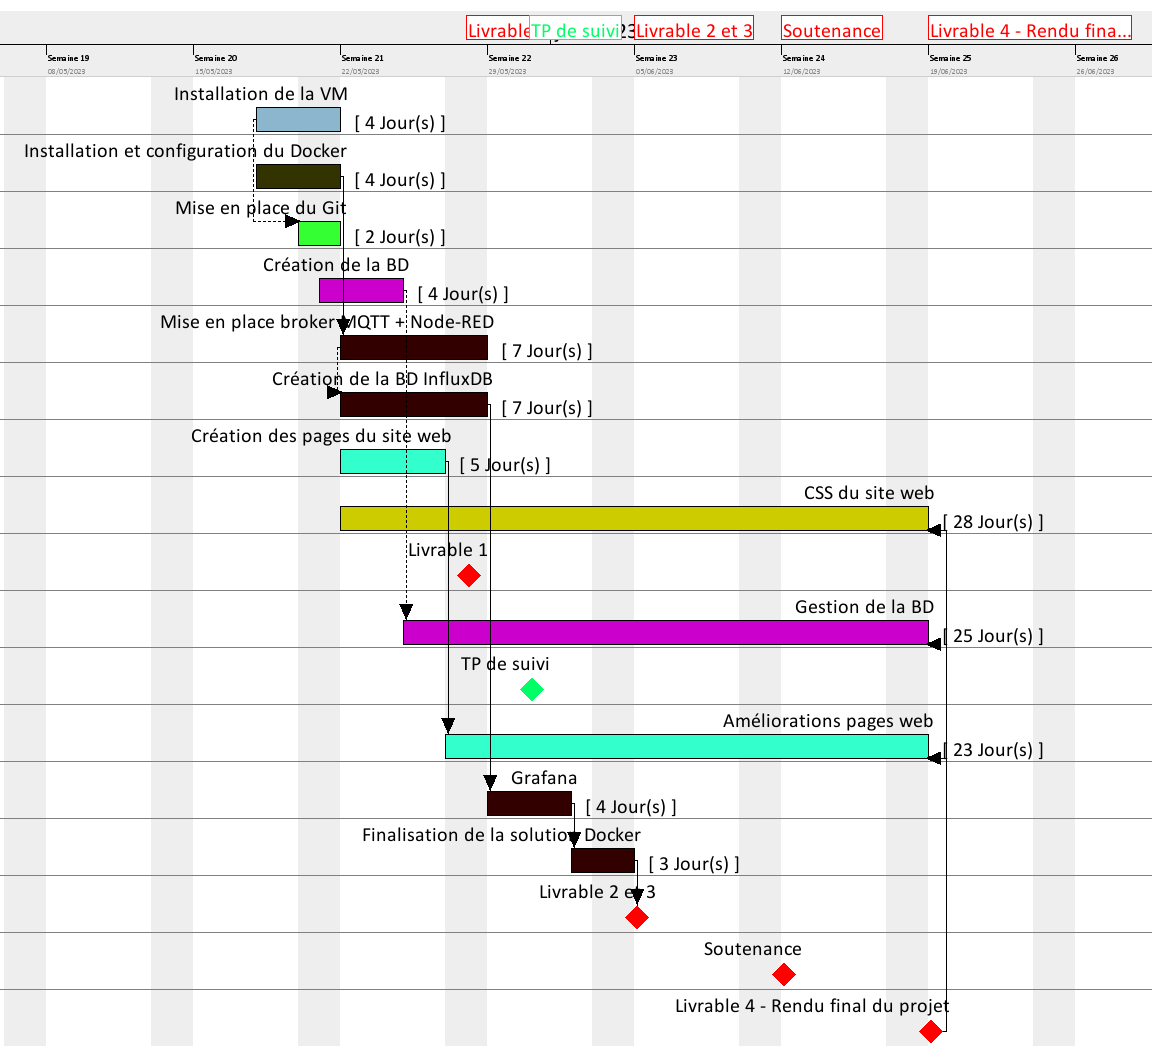 Livrable
TP de suivi
23
Livrable 2 et 3
Soutenance
Livrable 4 - Rendu fina...
Semaine 19
Semaine 20
Semaine 21
Semaine 22
Semaine 23
Semaine 24
Semaine 25
Semaine 26
08/05/2023
15/05/2023
22/05/2023
29/05/2023
05/06/2023
12/06/2023
19/06/2023
26/06/2023
Installation de la VM
[ 4 Jour(s) ]
Installation et configuration du Docker
[ 4 Jour(s) ]
Mise en place du Git
[ 2 Jour(s) ]
Création de la BD
[ 4 Jour(s) ]
Mise en place broker MQTT + Node-RED
[ 7 Jour(s) ]
Création de la BD InfluxDB
[ 7 Jour(s) ]
Création des pages du site web
[ 5 Jour(s) ]
CSS du site web
[ 28 Jour(s) ]
Livrable 1
Gestion de la BD
[ 25 Jour(s) ]
TP de suivi
Améliorations pages web
[ 23 Jour(s) ]
Grafana
[ 4 Jour(s) ]
Finalisation de la solution Docker
[ 3 Jour(s) ]
Livrable 2 et 3
Soutenance
Livrable 4 - Rendu final du projet